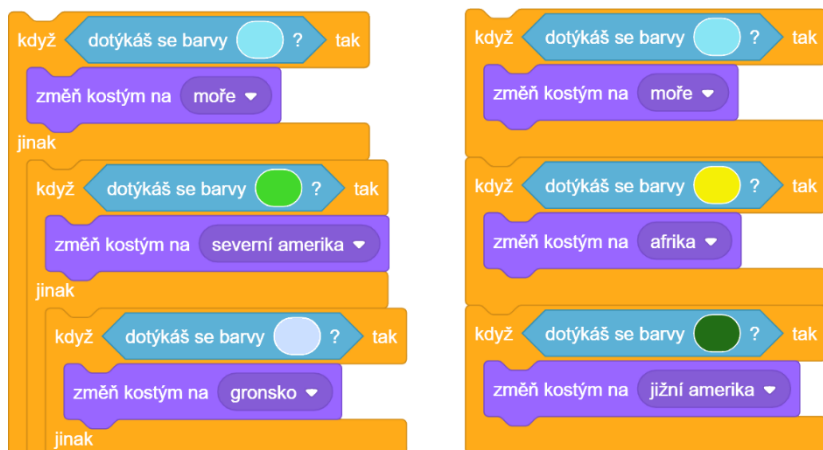 když dotýkáš se barvy ? tak
změň kostým na moře
jinak
když dotýkáš se barvy ? tak
změň kostým na severní amerika
jinak
když dotýkáš se barvy ? tak
změň kostým na gronsko
jinak
když dotýkáš se barvy ? tak
změň kostým na moře
když dotýkáš se barvy ? tak
změň kostým na afrika
když dotýkáš se barvy ? tak
změň kostým na jižní amerika